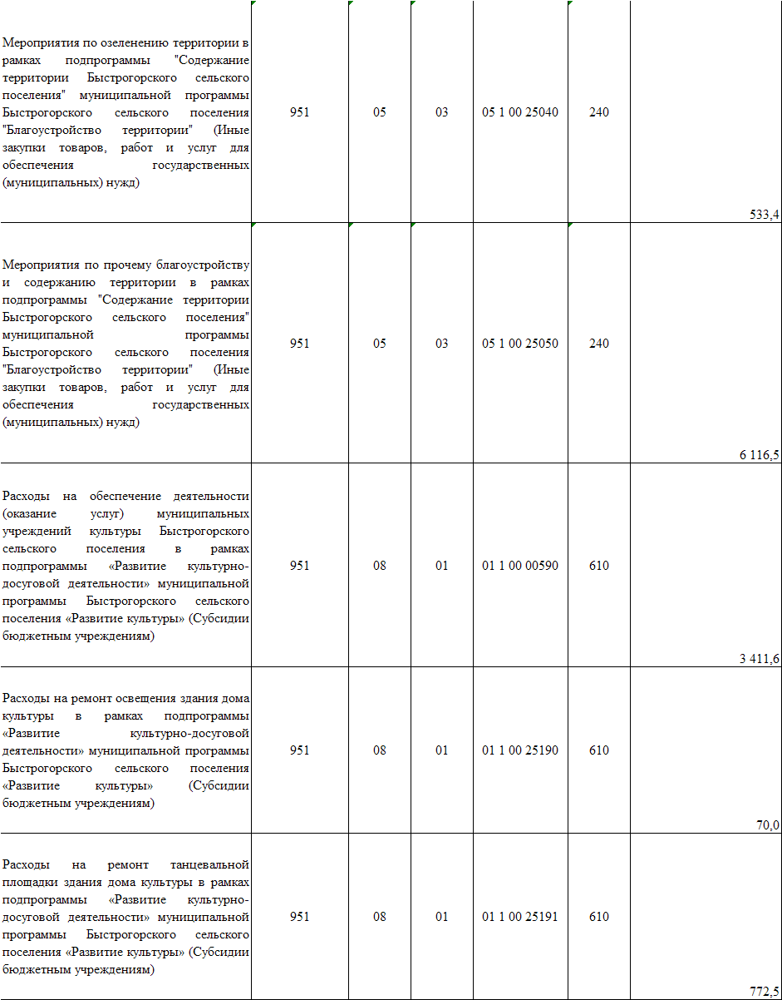 Мероприятия по озеленению территории в
рамках подпрограммы "Содержание
территории Быстрогорского сельского
поселения" муниципальной программы
Быстрогорского сельского поселения
"Благоустройство территории" (Иные
закупки товаров, работ и услуг для
обеспечения государственных
(муниципальных) нужд)
951 05 03 05 1 00 25040 240
533,4
Мероприятия по прочему благоустройству
и содержанию территории в рамках
подпрограммы "Содержание территории
Быстрогорского сельского поселения"
муниципальной программы
Быстрогорского сельского поселения
"Благоустройство территории" (Иные
закупки товаров, работ и услуг для
обеспечения государственных
(муниципальных) нужд)
951 05 03 05 1 00 25050 240
6 116,5
Расходы на обеспечение деятельности
(оказание услуг) муниципальных
учреждений культуры Быстрогорского
сельского поселения в рамках
подпрограммы «Развитие культурно-
досуговой деятельности» муниципальной
программы Быстрогорского сельского
поселения «Развитие культуры» (Субсидии
бюджетным учреждениям)
951 08 01 01 1 00 00590 610
3 411,6
Расходы на ремонт освещения здания дома
культуры в рамках подпрограммы
«Развитие культурно-досуговой
деятельности» муниципальной программы
Быстрогорского сельского поселения
«Развитие культуры» (Субсидии
бюджетным учреждениям)
951 08 01 01 1 00 25190 610
70,0
Расходы на ремонт танцевальной
площадки здания дома культуры в рамках
подпрограммы «Развитие культурно-
досуговой деятельности» муниципальной
программы Быстрогорского сельского
поселения «Развитие культуры» (Субсидии
бюджетным учреждениям)
951 08 01 01 1 00 25191 610
772,5